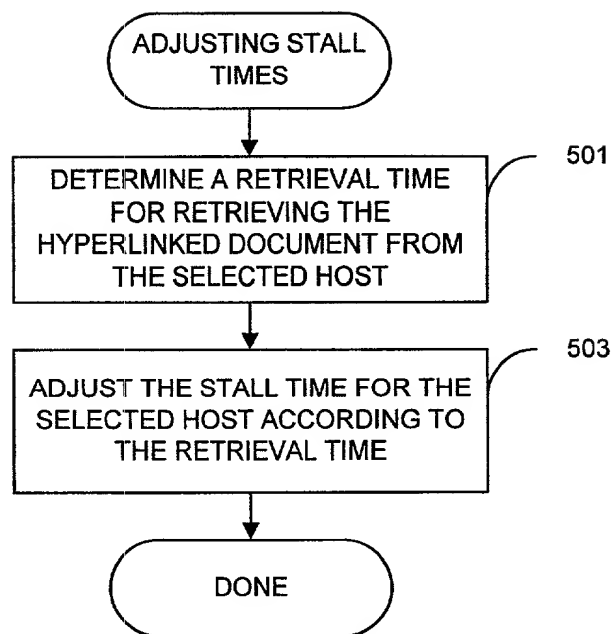 ADJUSTING STALL
TIMES
501
DETERMINE A RETRIEVAL TIME
FOR RETRIEVING THE
HYPERLINKED DOCUMENT FROM
THE SELECTED HOST
503
ADJUST THE STALL TIME FOR THE
SELECTED HOST ACCORDING TO
THE RETRIEVAL TIME
DONE